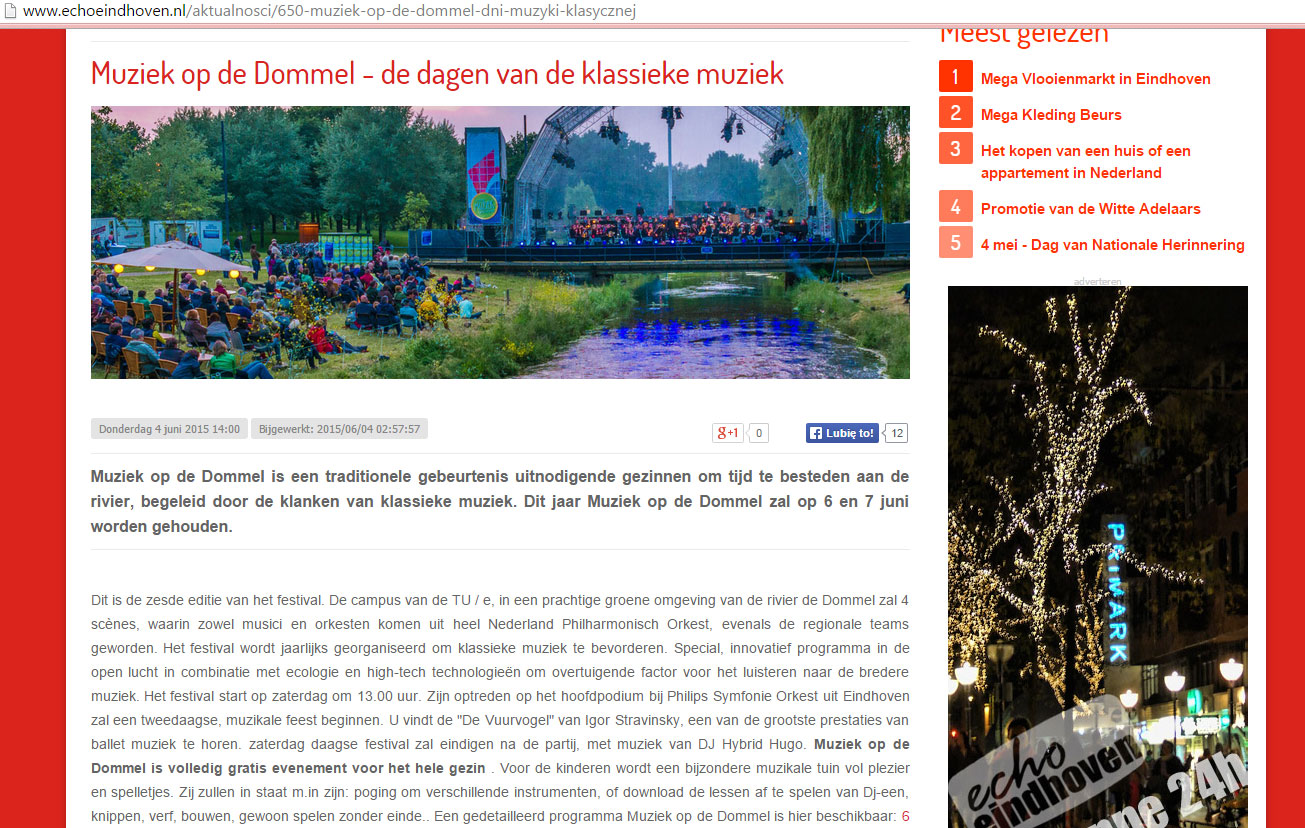 www.echoeindhoven.nl/aktualnosci/650-muziek-op-de-dommel-dni-muzyki-klasycznej
Muziek op de Dommel - de dagen van de klassieke muziek
Donderdag 4 juni 2015 14:00
Bijgewerkt: 2015/06/04 02:57:57
g+1
0
Lubię to!
12
Muziek op de Dommel is een traditionele gebeurtenis uitnodigende gezinnen om tijd te besteden aan de
rivier, begeleid door de klanken van klassieke muziek. Dit jaar Muziek op de Dommel zal op 6 en 7 juni
worden gehouden.
Dit is de zesde editie van het festival. De campus van de TU / e, in een prachtige groene omgeving van de rivier de Dommel zal 4
scènes, waarin zowel musici en orkesten komen uit heel Nederland Philharmonisch Orkest, evenals de regionale teams
geworden. Het festival wordt jaarlijks georganiseerd om klassieke muziek te bevorderen. Special, innovatief programma in de
open lucht in combinatie met ecologie en high-tech technologieën om overtuigende factor voor het luisteren naar de bredere
muziek. Het festival start op zaterdag om 13.00 uur. Zijn optreden op het hoofdpodium bij Philips Symfonie Orkest uit Eindhoven
zal een tweedaagse, muzikale feest beginnen. U vindt de "De Vuurvogel" van Igor Stravinsky, een van de grootste prestaties van
ballet muziek te horen. zaterdag daagse festival zal eindigen na de partij, met muziek van DJ Hybrid Hugo. Muziek op de
Dommel is volledig gratis evenement voor het hele gezin . Voor de kinderen wordt een bijzondere muzikale tuin vol plezier
en spelletjes. Zij zullen in staat m.in zijn: poging om verschillende instrumenten, of download de lessen af te spelen van Dj-een,
knippen, verf, bouwen, gewoon spelen zonder einde.. Een gedetailleerd programma Muziek op de Dommel is hier beschikbaar: 6
Meest gelezen
1 Mega Vlooienmarkt in Eindhoven
2 Mega Kleding Beurs
3 Het kopen van een huis of een
appartement in Nederland
4 Promotie van de Witte Adelaars
5 4 mei - Dag van Nationale Herinnering
adverteren
PRIMARK
echo
eindhoven
24h